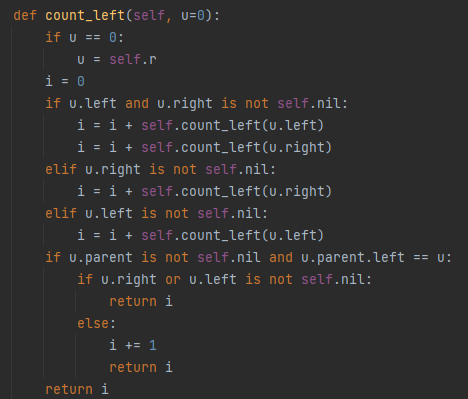 def count_left(self, u=0):
    if u == 0:
        u = self.r
    i = 0
    if u.left and u.right is not self.nil:
        i = i + self.count_left(u.left)
        i = i + self.count_left(u.right)
    elif u.right is not self.nil:
        i = i + self.count_left(u.right)
    elif u.left is not self.nil:
        i = i + self.count_left(u.left)
    if u.parent is not self.nil and u.parent.left == u:
        if u.right or u.left is not self.nil:
            return i
        else:
            i += 1
            return i
    return i